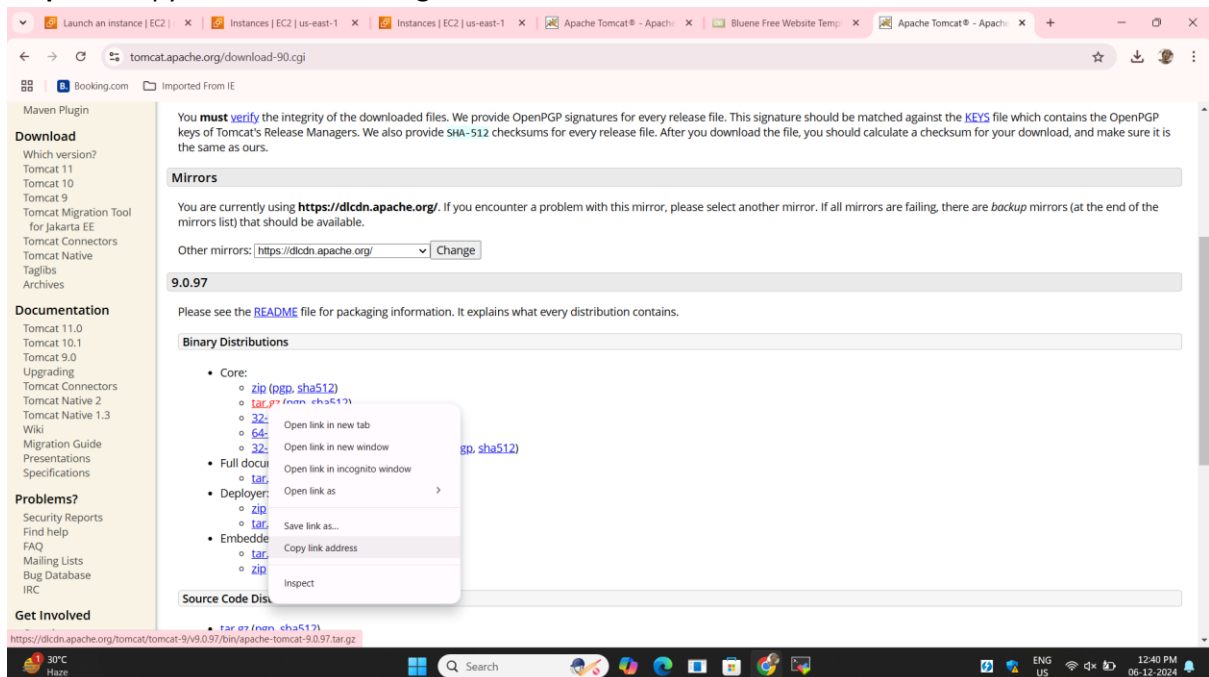 Launch an instance | EC2 |
Instances | EC2 | us-east-1
Instances | EC2 | us-east-1
Apache Tomcat® - Apache
Bluene Free Website Templ
Apache Tomcat® - Apache
tomcat.apache.org/download-90.cgi
B. Booking.com
Imported From IE
Maven Plugin
Download
Which version?
Tomcat 11
Tomcat 10
Tomcat 9
Tomcat Migration Tool
for Jakarta EE
Tomcat Connectors
Tomcat Native
Taglibs
Archives
Documentation
Tomcat 11.0
Tomcat 10.1
Tomcat 9.0
Upgrading
Tomcat Connectors
Tomcat Native 2
Tomcat Native 1.3
Wiki
Migration Guide
Presentations
Specifications
Problems?
Security Reports
Find help
FAQ
Mailing Lists
Bug Database
IRC
Get Involved
You must verify the integrity of the downloaded files. We provide OpenPGP signatures for every release file. This signature should be matched against the KEYS file which contains the OpenPGP
keys of Tomcat's Release Managers. We also provide SHA-512 checksums for every release file. After you download the file, you should calculate a checksum for your download, and make sure it is
the same as ours.
Mirrors
You are currently using https://dlcdn.apache.org/. If you encounter a problem with this mirror, please select another mirror. If all mirrors are failing, there are backup mirrors (at the end of the
mirrors list) that should be available.
Other mirrors: https://dlcdn.apache.org/ Change
9.0.97
Please see the README file for packaging information. It explains what every distribution contains.
Binary Distributions
• Core:
zip (pgp, sha512)
tar.gz (pgp, sha512)
32-
64-
32- gp, sha512)
• Full docu
tar.
• Deployer:
zip
tar.
• Embedde
tar.
zip
Open link in new tab
Open link in new window
Open link in incognito window
Open link as
Save link as...
Copy link address
Inspect
Source Code Dist
• tar.gz (pgp, sha512)
https://dlcdn.apache.org/tomcat/tomcat-9/v9.0.97/bin/apache-tomcat-9.0.97.tar.gz
1
30°C
Haze
Search
ENG
US
12:40 PM
06-12-2024